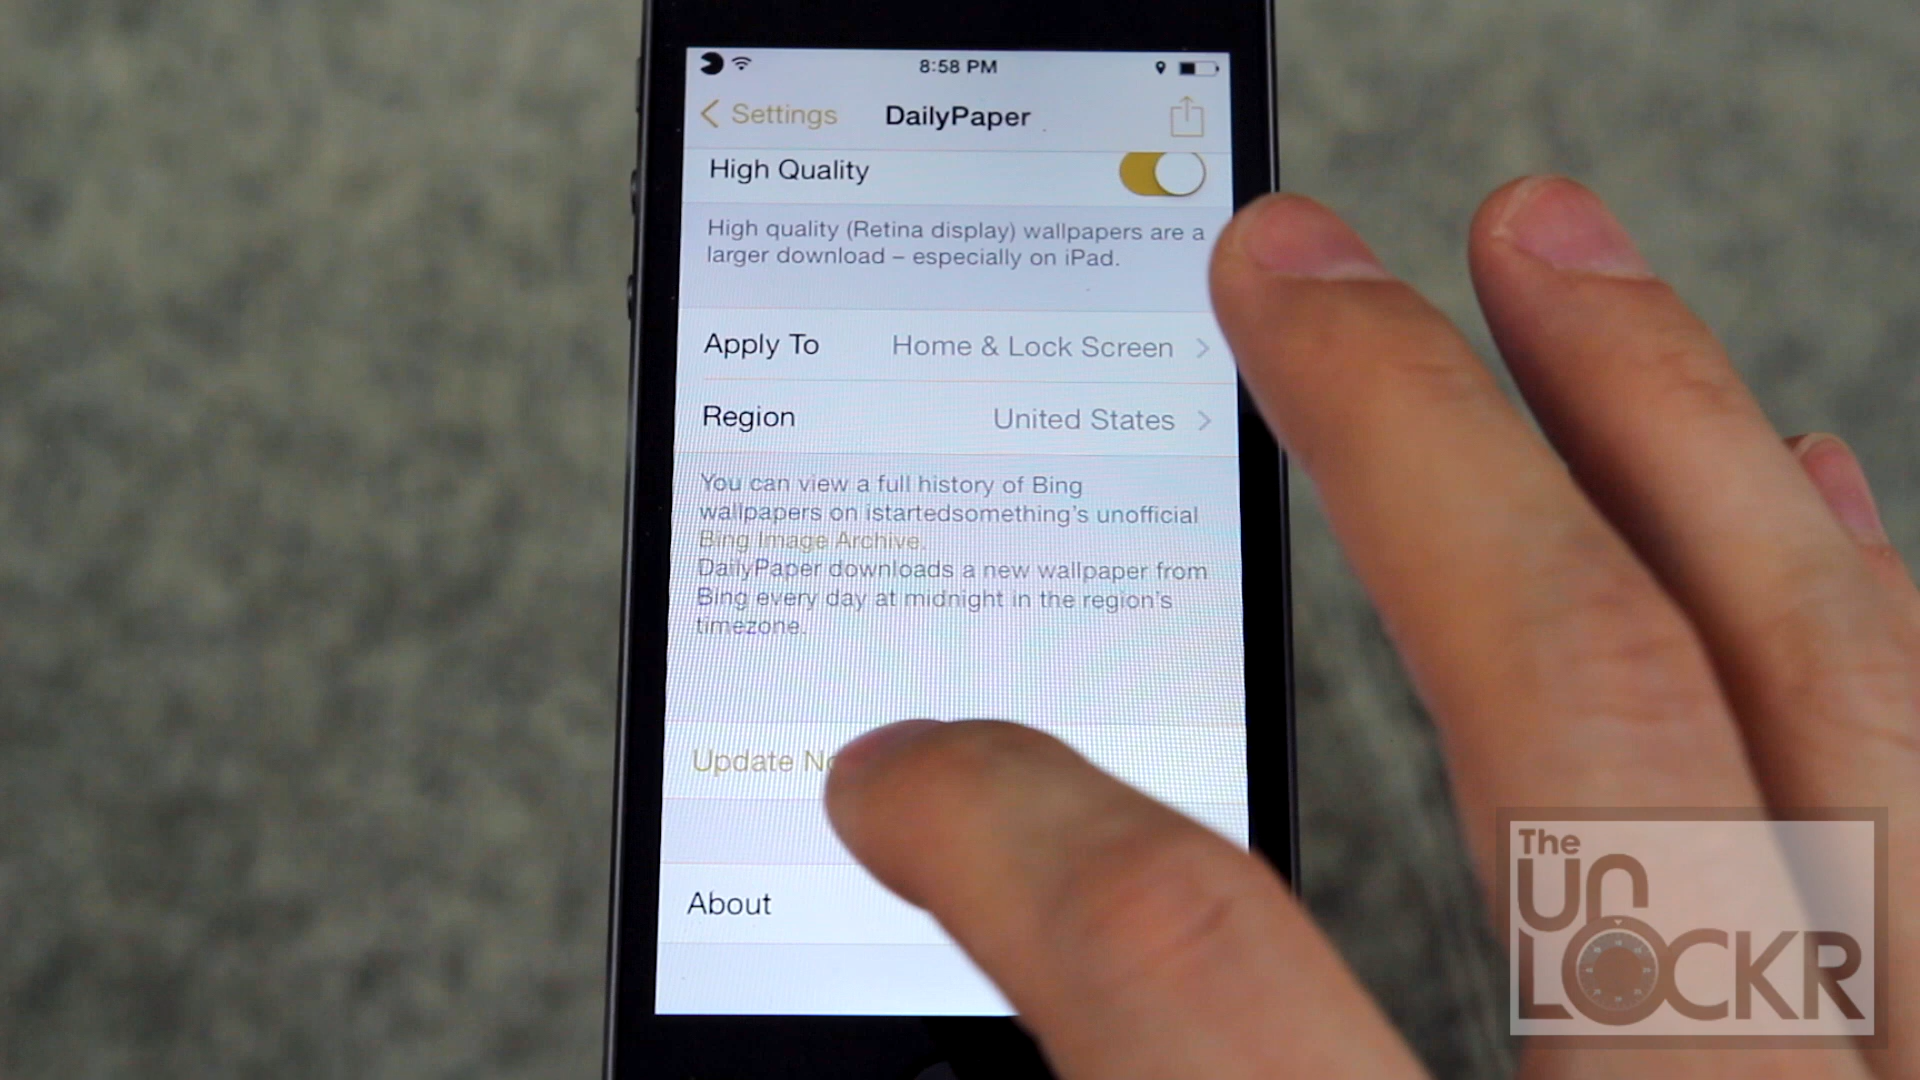 8:58 PM
Settings
DailyPaper
High Quality
High quality (Retina display) wallpapers are a
larger download – especially on iPad.
Apply To Home & Lock Screen
Region United States
You can view a full history of Bing
wallpapers on istartedsomething's unofficial
Bing Image Archive.
DailyPaper downloads a new wallpaper from
Bing every day at midnight in the region's
timezone.
Update
About
The
UN
LOCKR